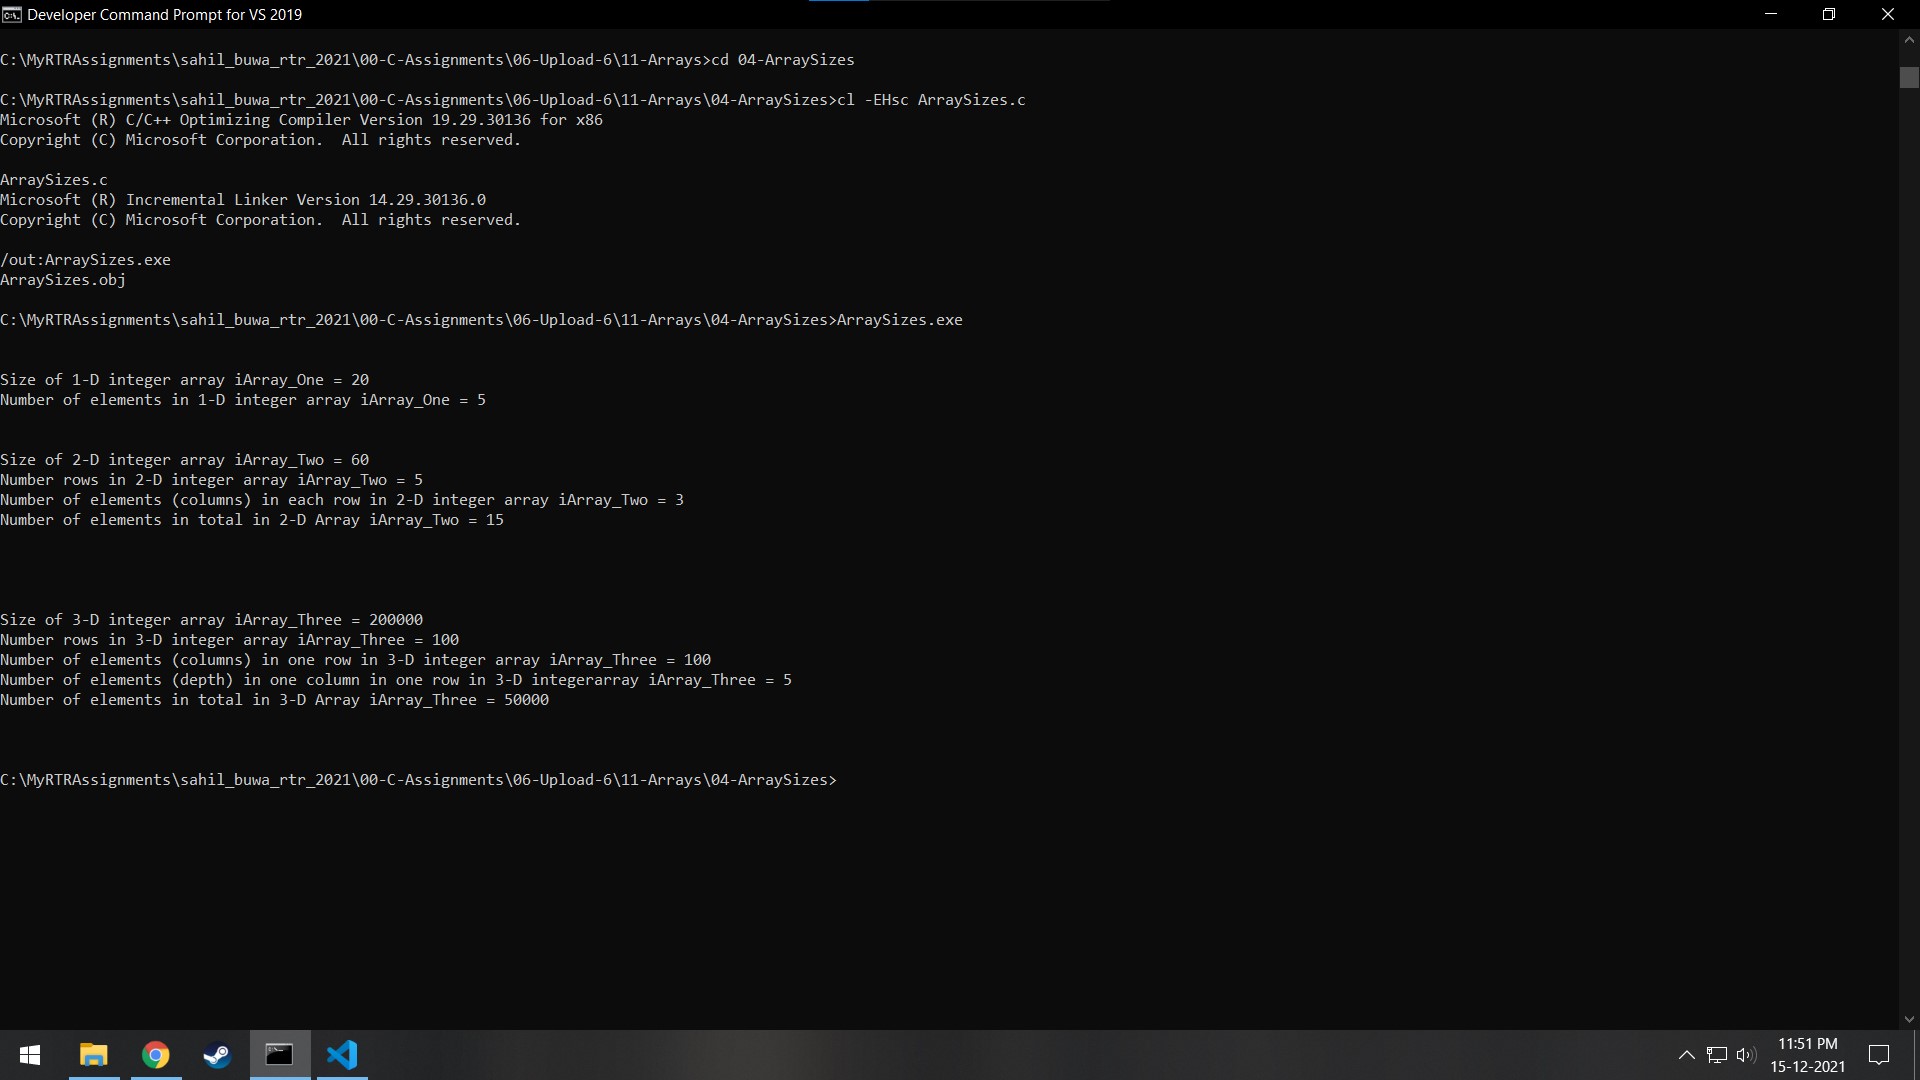 Developer Command Prompt for VS 2019
C:\MyRTRAssignments\sahil_buwa_rtr_2021\00-C-Assignments\06-Upload-6\11-Arrays>cd 04-ArraySizes
C:\MyRTRAssignments\sahil_buwa_rtr_2021\00-C-Assignments\06-Upload-6\11-Arrays\04-ArraySizes>cl -EHsc ArraySizes.c
Microsoft (R) C/C++ Optimizing Compiler Version 19.29.30136 for x86
Copyright (C) Microsoft Corporation.  All rights reserved.
ArraySizes.c
Microsoft (R) Incremental Linker Version 14.29.30136.0
Copyright (C) Microsoft Corporation.  All rights reserved.
/out:ArraySizes.exe
ArraySizes.obj
C:\MyRTRAssignments\sahil_buwa_rtr_2021\00-C-Assignments\06-Upload-6\11-Arrays\04-ArraySizes>ArraySizes.exe
Size of 1-D integer array iArray_One = 20
Number of elements in 1-D integer array iArray_One = 5
Size of 2-D integer array iArray_Two = 60
Number rows in 2-D integer array iArray_Two = 5
Number of elements (columns) in each row in 2-D integer array iArray_Two = 3
Number of elements in total in 2-D Array iArray_Two = 15
Size of 3-D integer array iArray_Three = 200000
Number rows in 3-D integer array iArray_Three = 100
Number of elements (columns) in one row in 3-D integer array iArray_Three = 100
Number of elements (depth) in one column in one row in 3-D integerarray iArray_Three = 5
Number of elements in total in 3-D Array iArray_Three = 50000
C:\MyRTRAssignments\sahil_buwa_rtr_2021\00-C-Assignments\06-Upload-6\11-Arrays\04-ArraySizes>
11:51 PM
15-12-2021